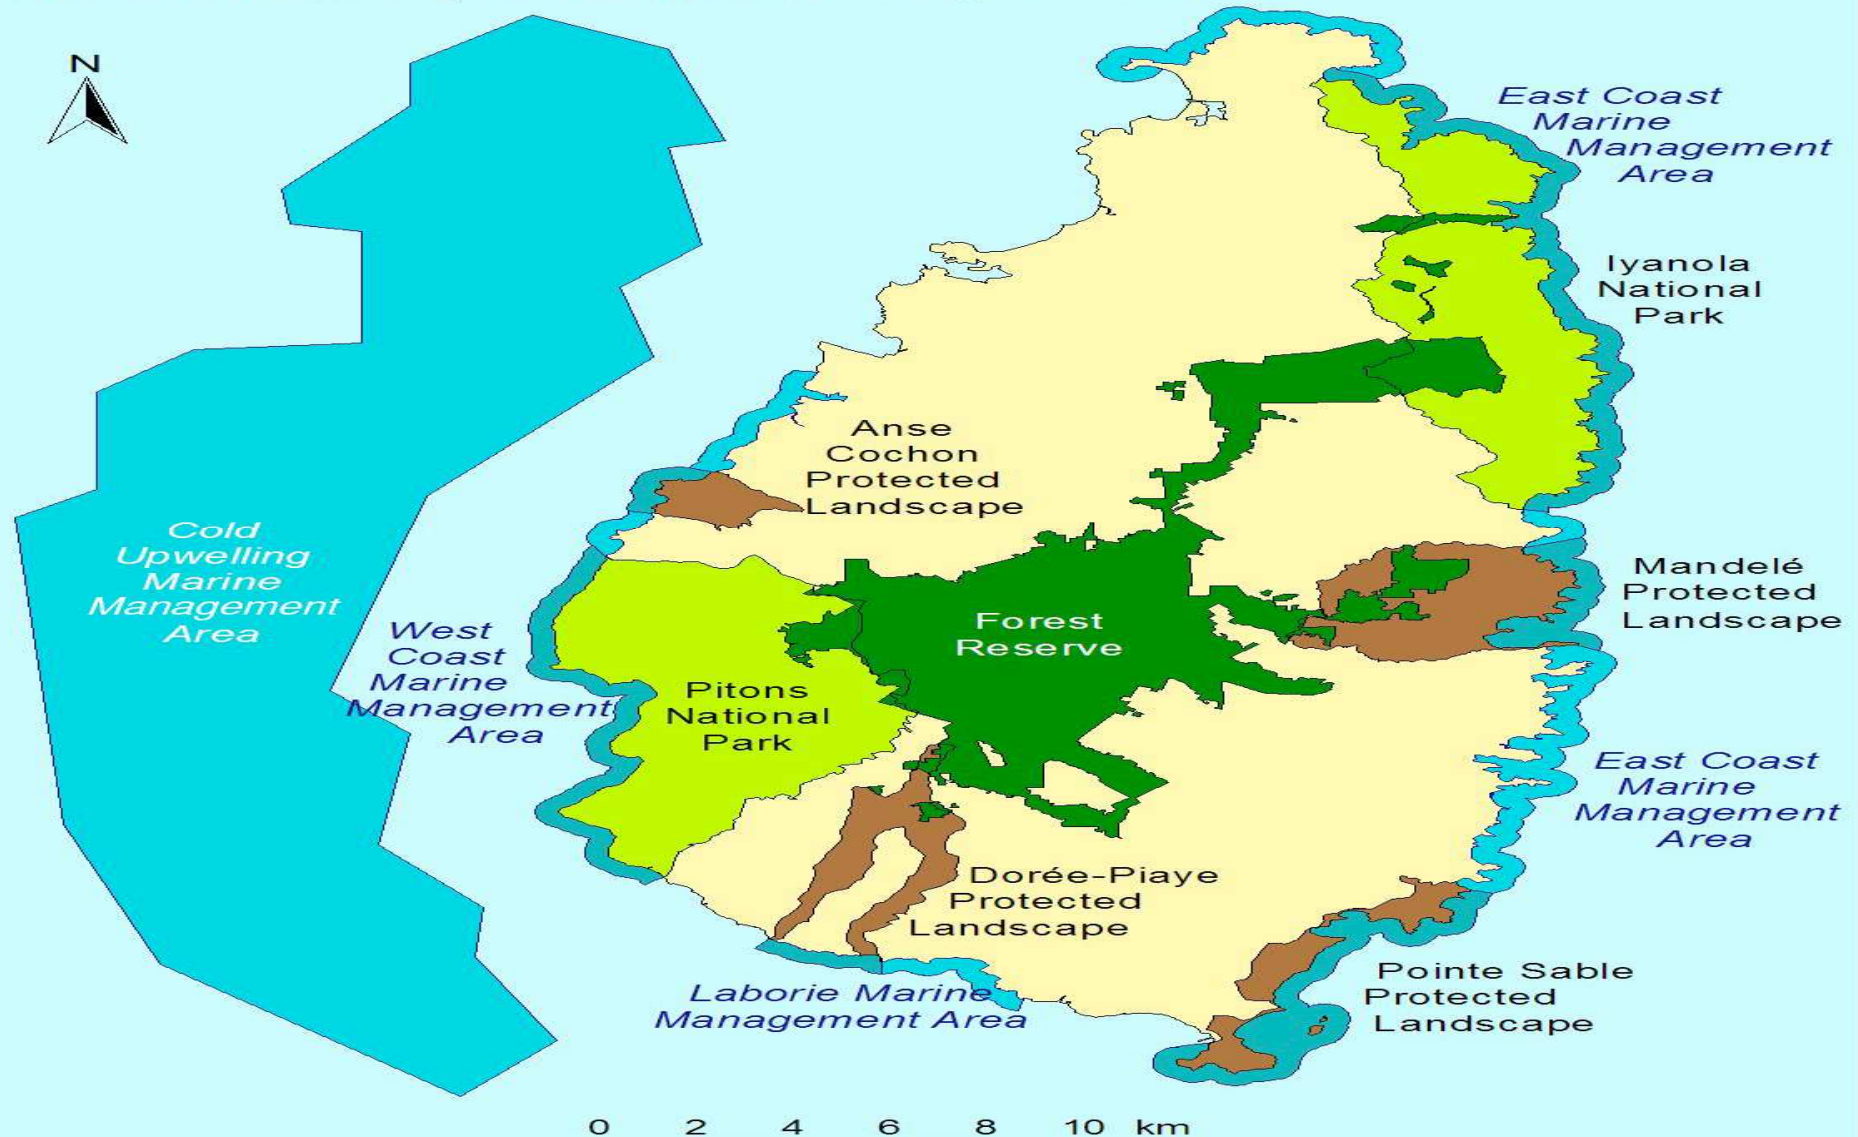 N
East Coast
Marine
Management
Area
Iyanola
National
Park
Anse
Cochon
Protected
Landscape
Cold
Upwelling
Marine
Management
Area
Mandelé
Protected
Landscape
Forest
Reserve
West
Coast
Marine
Management
Area
Pitons
National
Park
East Coast
Marine
Management
Area
Dorée-Piaye
Protected
Landscape
Pointe Sable
Protected
Landscape
Laborie Marine
Management Area
0 2 4 6 8 10 km